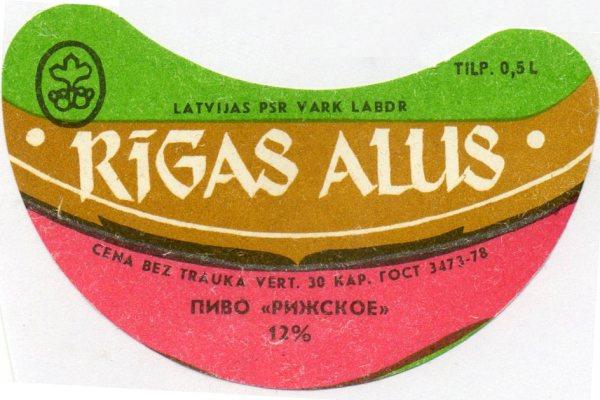 TILP. 0,5 L
LATVIJAS PSR VARK LABDR
• RĪGAS ALUS •
CENA BEZ TRAUKA VERT. 30 KAP. ГОСТ 3473-78
ПИВО «РИЖСКОЕ»
12%